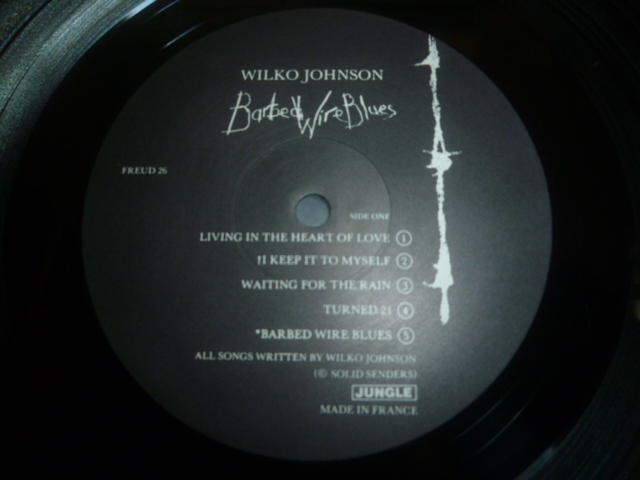 WILKO JOHNSON
Barbed Wire Blues
FREUD 26
SIDE ONE
LIVING IN THE HEART OF LOVE 1
†I KEEP IT TO MYSELF 2
WAITING FOR THE RAIN 3
TURNED 21 4
*BARBED WIRE BLUES 5
ALL SONGS WRITTEN BY WILKO JOHNSON
(© SOLID SENDERS)
JUNGLE
MADE IN FRANCE